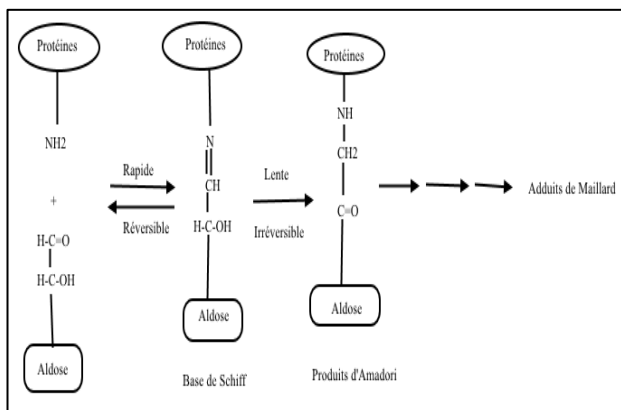 Protéines
NH2
+
H-C=O
H-C-OH
Aldose
Rapide
Réversible
Protéines
N
CH
H-C-OH
Aldose
Base de Schiff
Lente
Irréversible
Protéines
NH
CH2
C=O
Aldose
Produits d'Amadori
Adduits de Maillard